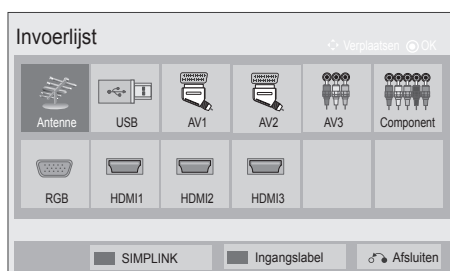 Invoerlijst
Verplaatsen OK
Antenne USB AV1 AV2 AV3 Component
RGB HDMI1 HDMI2 HDMI3
SIMPLINK Ingangslabel Afsluiten